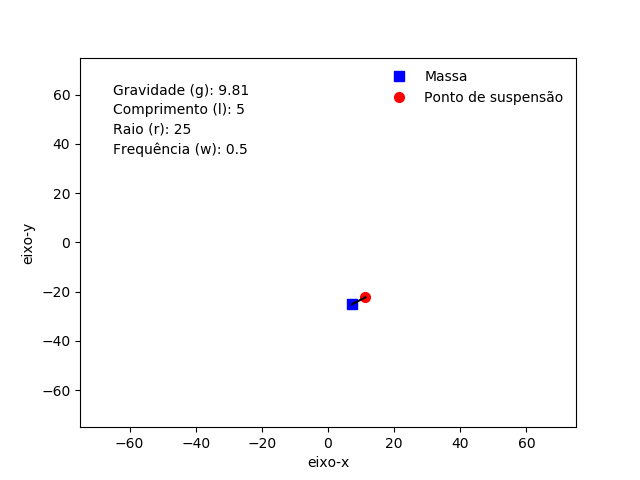 Gravidade (g): 9.81
Comprimento (l): 5
Raio (r): 25
Frequência (w): 0.5
Massa
Ponto de suspensão
60
40
20
0
−20
−40
−60
eixo-y
−60 −40 −20 0 20 40 60
eixo-x